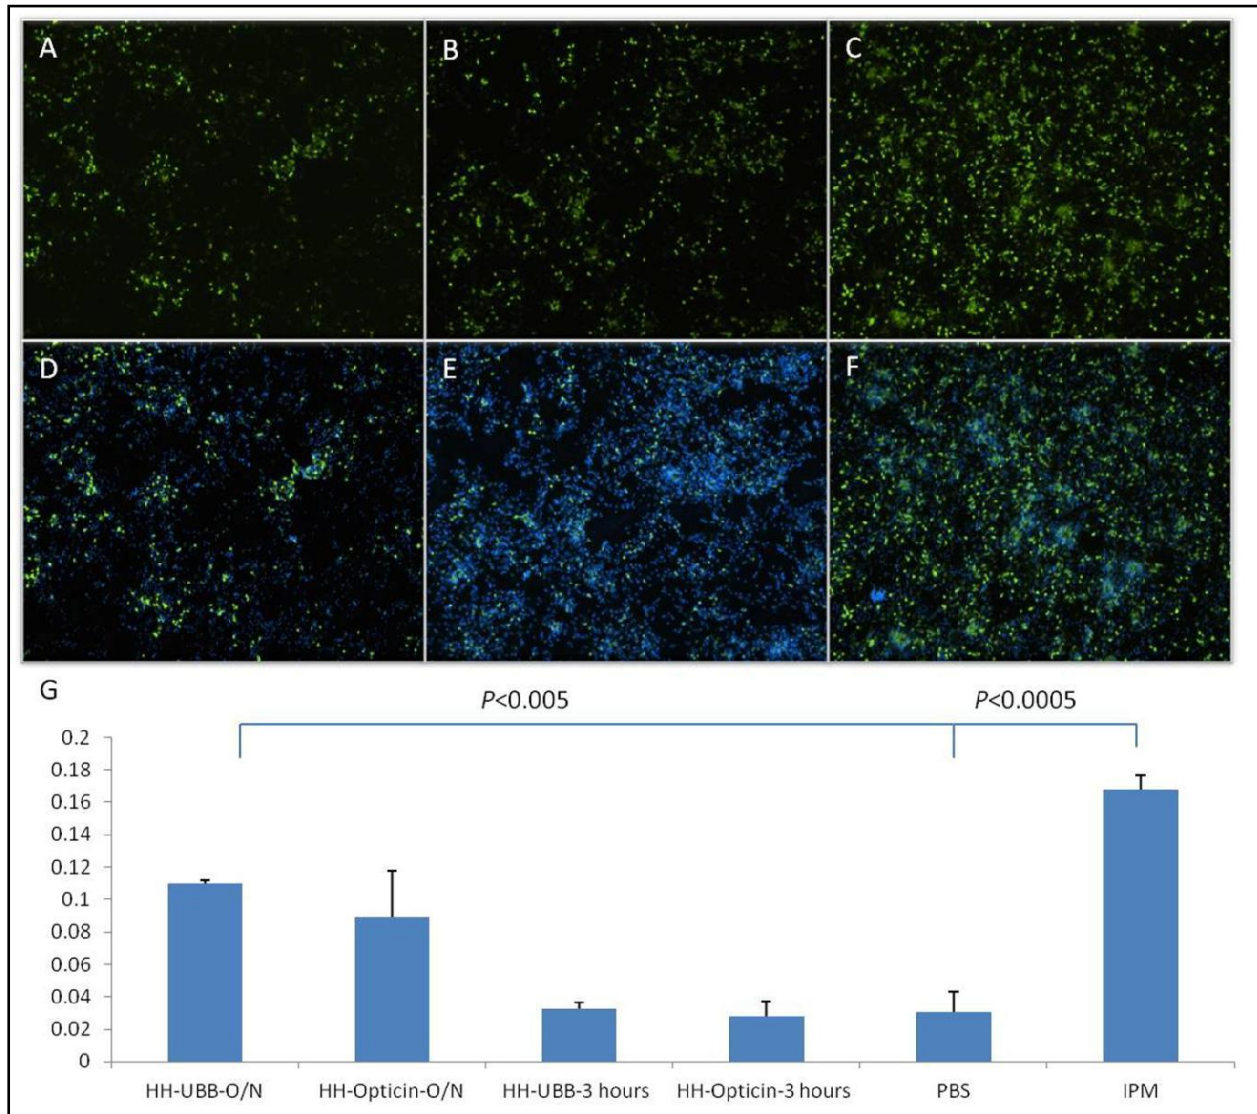 A B C
D E F
G
P<0.005 P<0.0005
0.2
0.18
0.16
0.14
0.12
0.1
0.08
0.06
0.04
0.02
0
HH-UBB-O/N HH-Opticin-O/N HH-UBB-3 hours HH-Opticin-3 hours PBS IPM